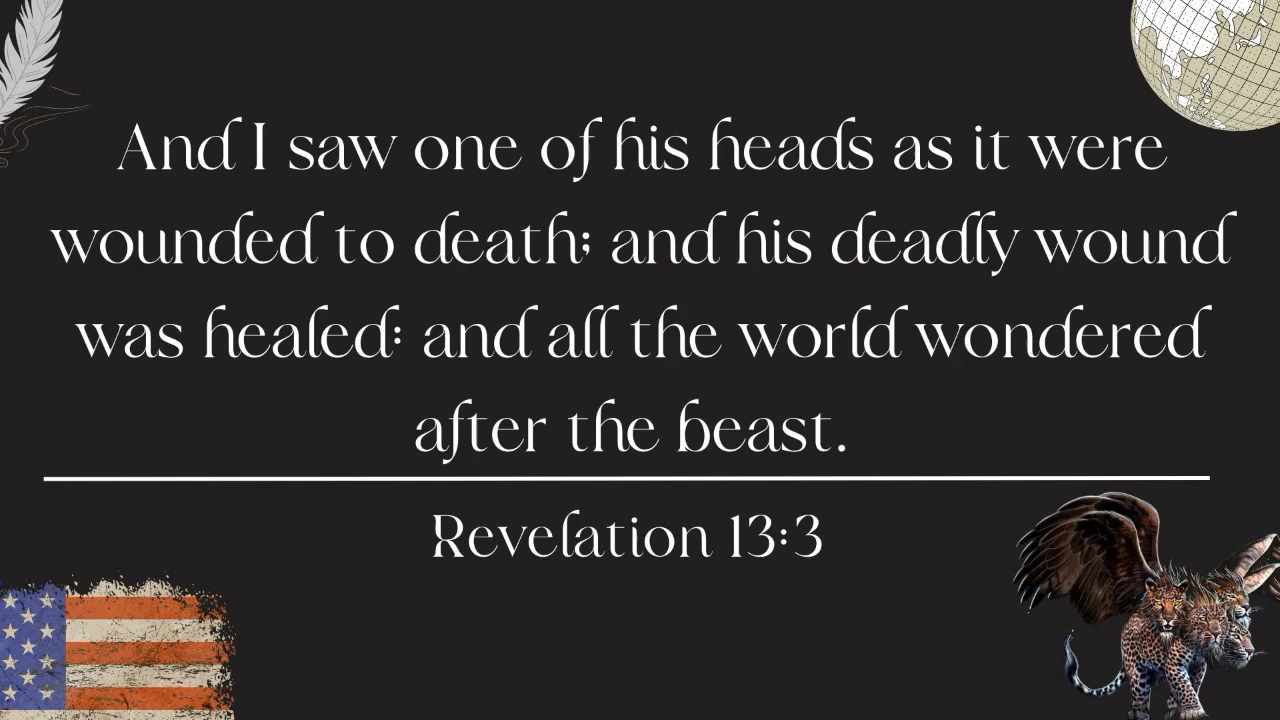 And I saw one of his heads as it were
wounded to death; and his deadly wound
was healed: and all the world wondered
after the beast.
Revelation 13:3